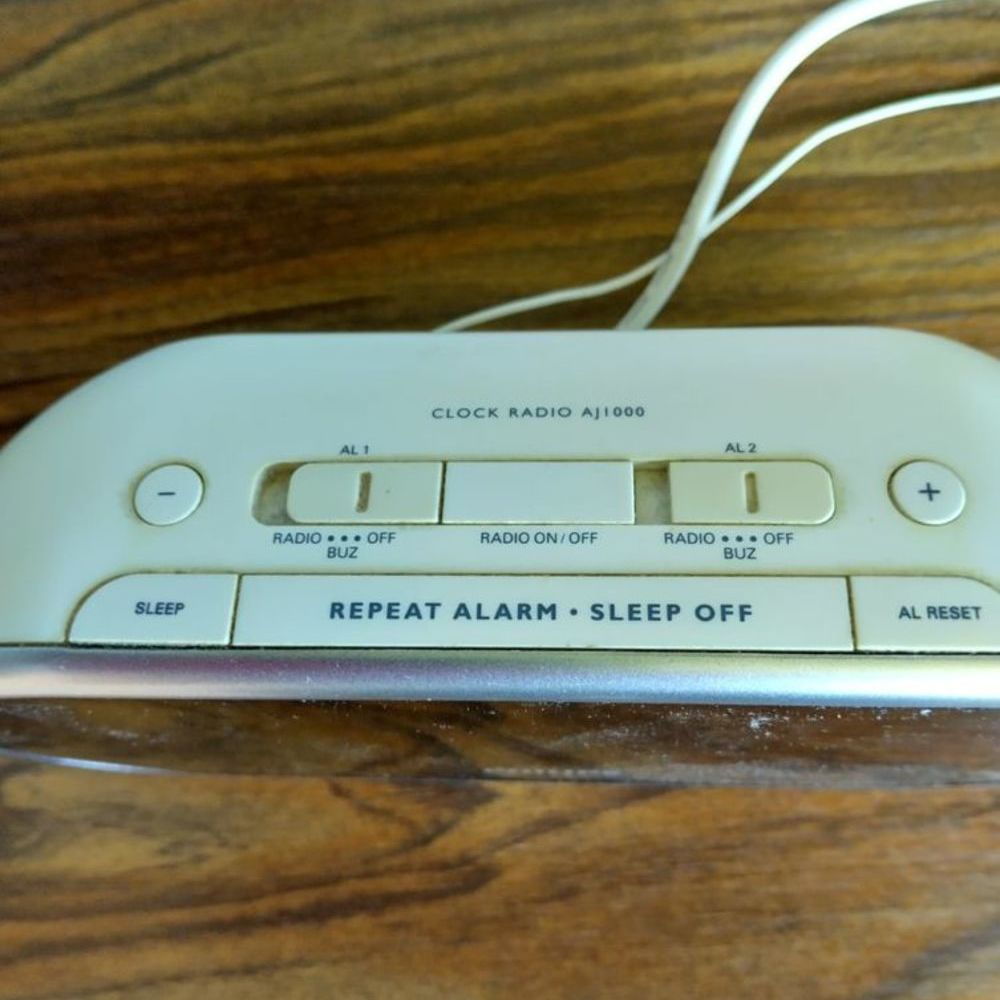 CLOCK RADIO AJ1000
AL 1
AL 2
−
+
RADIO ••• OFF
BUZ
RADIO ON/OFF
RADIO ••• OFF
BUZ
SLEEP
REPEAT ALARM • SLEEP OFF
AL RESET